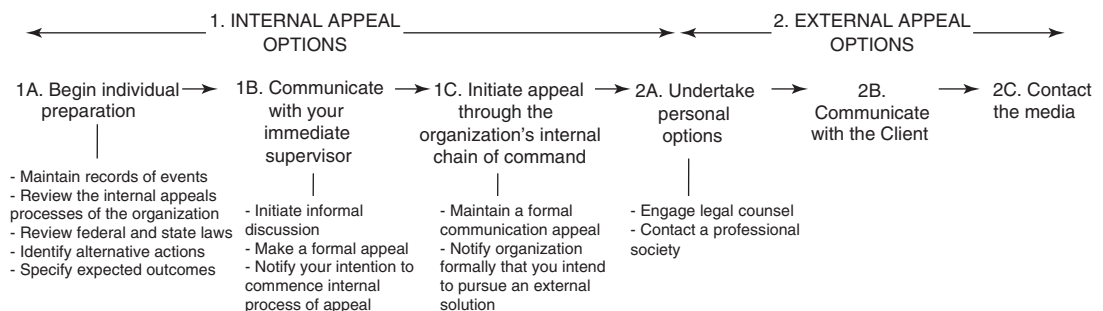 1. INTERNAL APPEAL
OPTIONS
2. EXTERNAL APPEAL
OPTIONS
1A. Begin individual
preparation
- Maintain records of events
- Review the internal appeals
processes of the organization
- Review federal and state laws
- Identify alternative actions
- Specify expected outcomes
1B. Communicate
with your
immediate
supervisor
- Initiate informal
discussion
- Make a formal appeal
- Notify your intention to
commence internal
process of appeal
1C. Initiate appeal
through the
organization's internal
chain of command
- Maintain a formal
communication appeal
- Notify organization
formally that you intend
to pursue an external
solution
2A. Undertake
personal
options
- Engage legal counsel
- Contact a professional
society
2B.
Communicate
with the Client
2C. Contact
the media